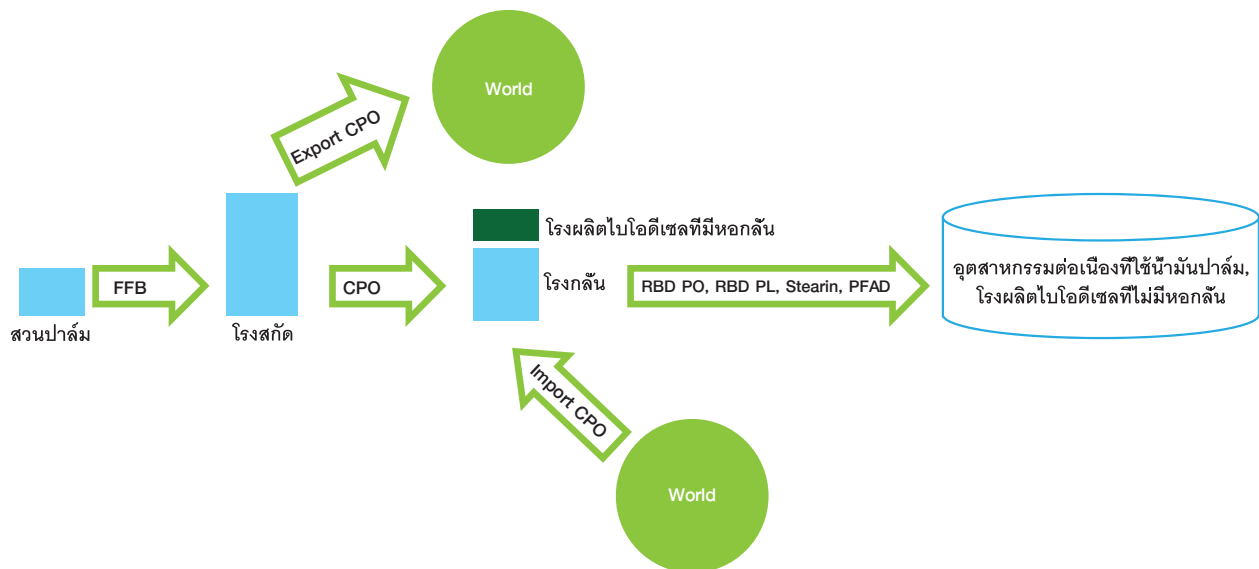 World
Export CPO
โรงผลิตไบโอดีเซลที่มีหอกลั่น
โรงกลั่น
FFB
CPO
RBD PO, RBD PL, Stearin, PFAD
อุตสาหกรรมต่อเนื่องที่ใช้น้ำมันปาล์ม,
โรงผลิตไบโอดีเซลที่ไม่มีหอกลั่น
สวนปาล์ม
โรงสกัด
Import CPO
World